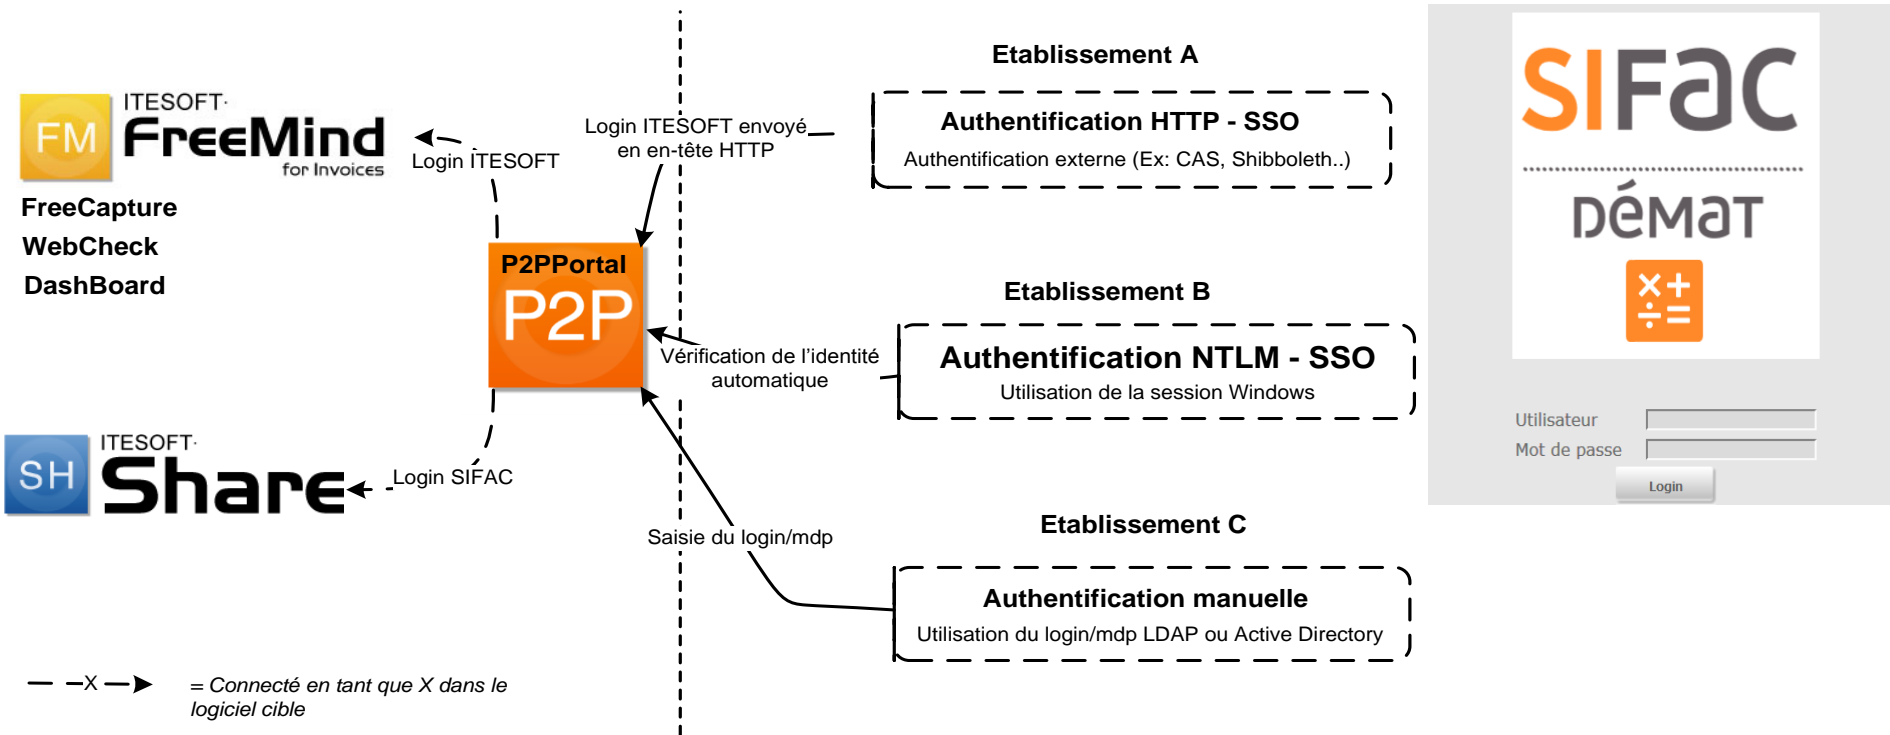 ITESOFT.
FM
FreeMind
for Invoices
FreeCapture
WebCheck
DashBoard
Login ITESOFT
Login ITESOFT envoyé
en en-tête HTTP
P2PPortal
P2P
ITESOFT.
SH
Share
Login SIFAC
X
= Connecté en tant que X dans le
logiciel cible
Etablissement A
Authentification HTTP - SSO
Authentification externe (Ex: CAS, Shibboleth..)
Etablissement B
Vérification de l'identité
automatique
Authentification NTLM - SSO
Utilisation de la session Windows
Etablissement C
Saisie du login/mdp
Authentification manuelle
Utilisation du login/mdp LDAP ou Active Directory
SIFaC
DéMaT
×+
÷=
Utilisateur
Mot de passe
Login